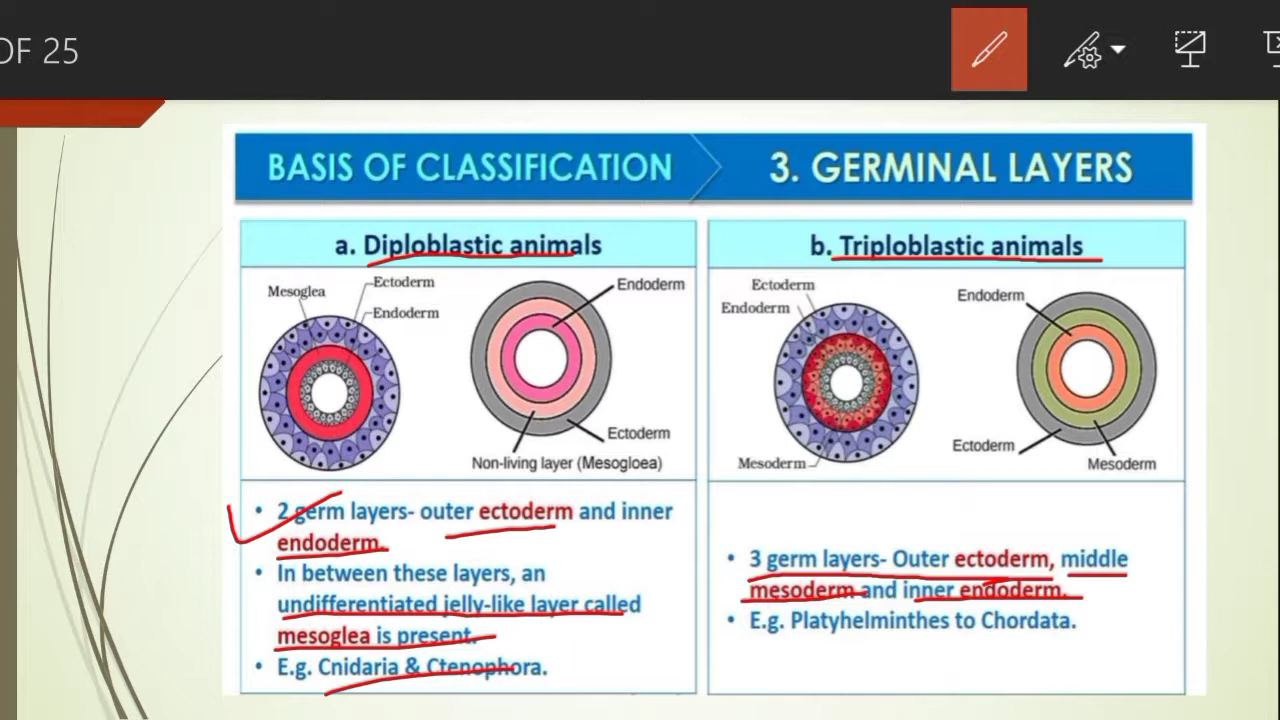 OF 25
BASIS OF CLASSIFICATION
3. GERMINAL LAYERS
a. Diploblastic animals
Mesoglea
Ectoderm
Endoderm
Endoderm
Ectoderm
Non-living layer (Mesogloea)
• 2 germ layers- outer ectoderm and inner
endoderm.
• In between these layers, an
undifferentiated jelly-like layer called
mesoglea is present.
• E.g. Cnidaria & Ctenophora.
b. Triploblastic animals
Ectoderm
Endoderm
Mesoderm
Endoderm
Ectoderm
Mesoderm
• 3 germ layers- Outer ectoderm, middle
mesoderm and inner endoderm.
• E.g. Platyhelminthes to Chordata.